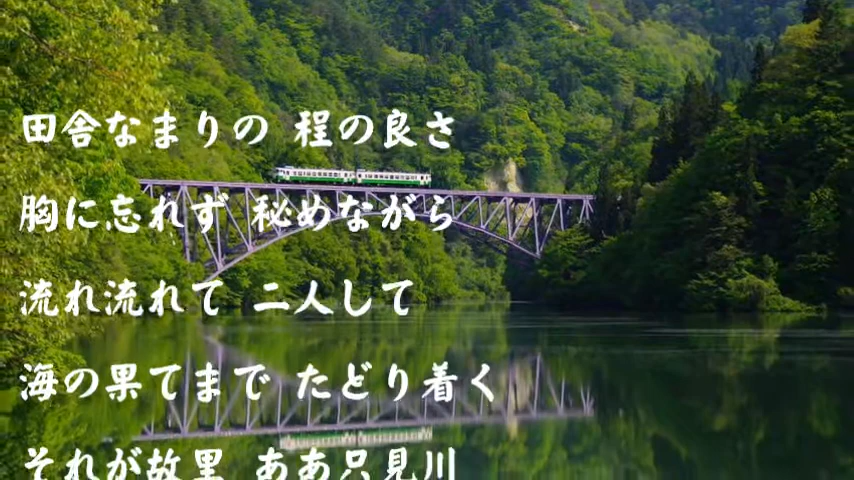 田舎なまりの 程の良さ
胸に忘れず 秘めながら
流れ流れて 二人して
海の果てまで たどり着く
それが故里 ああ只見川